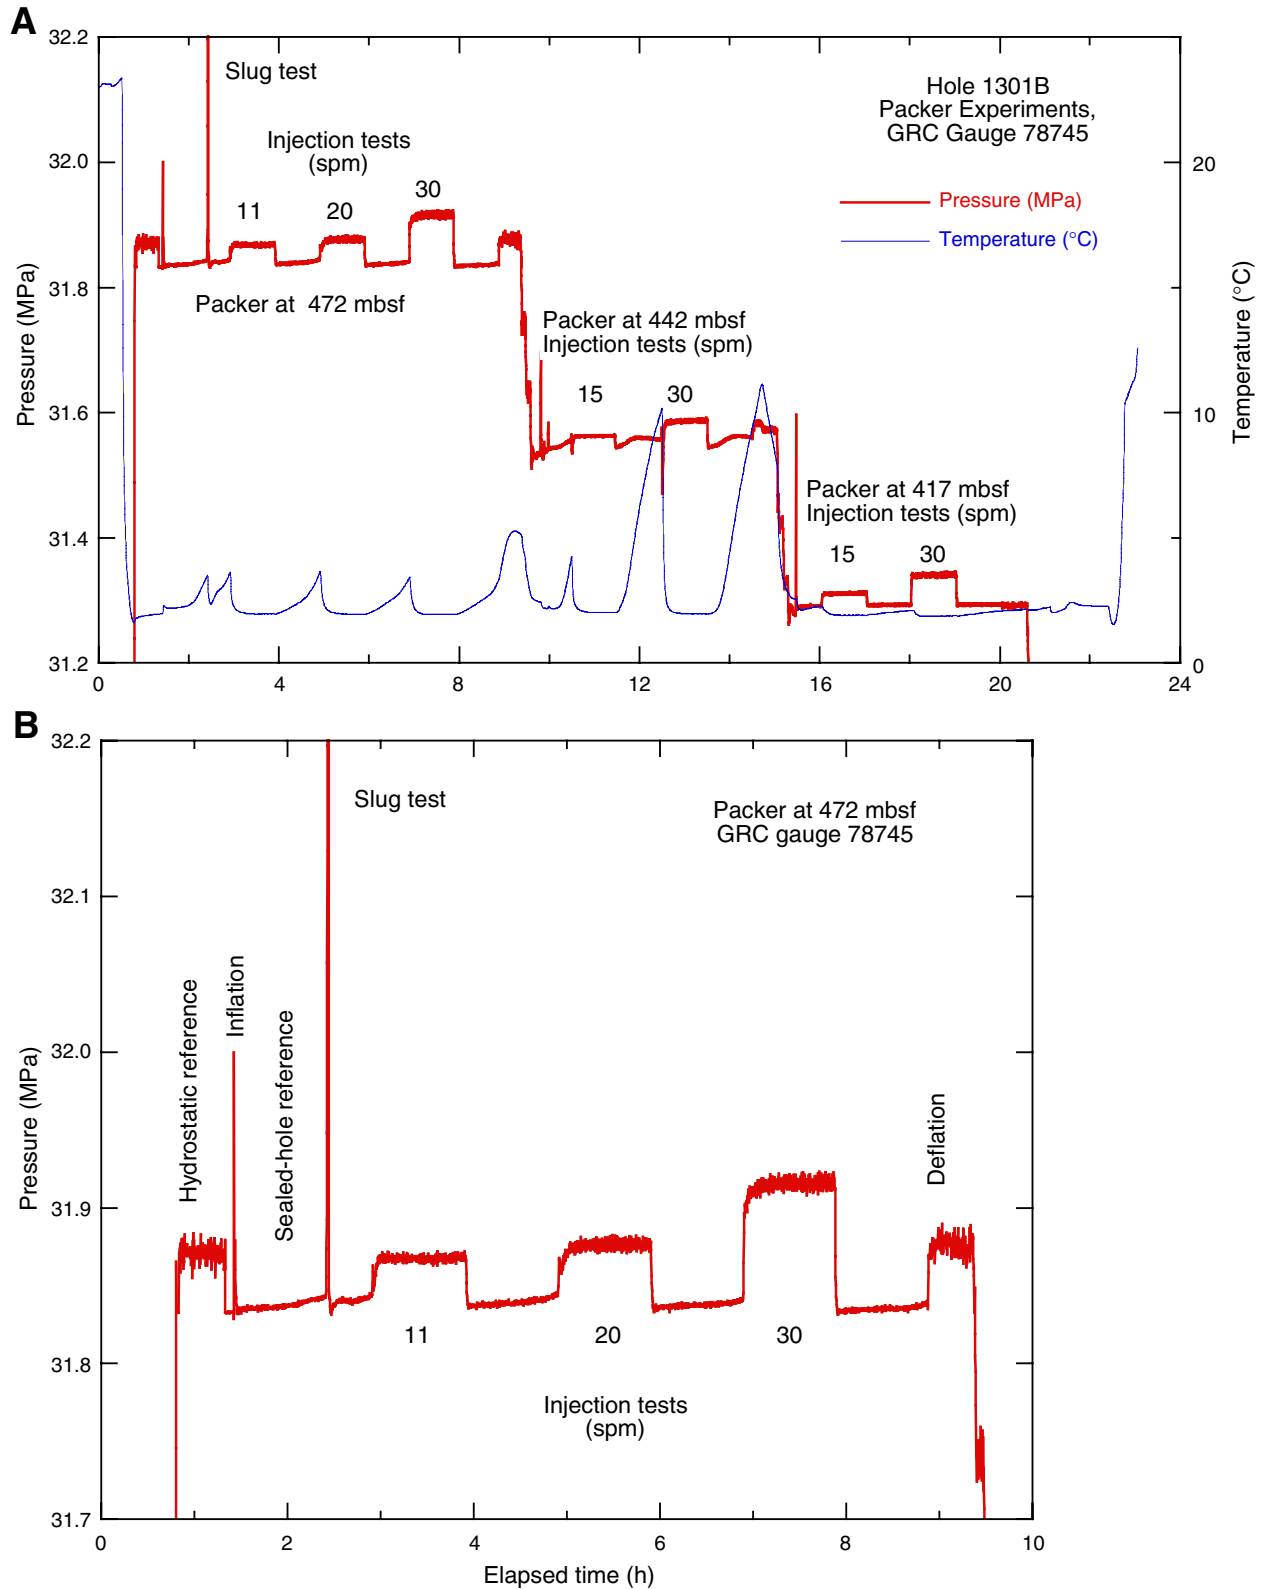 A
32.2
32.0
31.8
31.6
31.4
31.2
Pressure (MPa)
Slug test
Injection tests
(spm)
11
20
30
Packer at 472 mbsf
Hole 1301B
Packer Experiments,
GRC Gauge 78745
Pressure (MPa)
Temperature (°C)
Packer at 442 mbsf
Injection tests (spm)
15
30
Packer at 417 mbsf
Injection tests (spm)
15
30
20
10
0
Temperature (°C)
0
4
8
12
16
20
24
B
32.2
32.1
32.0
31.9
31.8
31.7
Pressure (MPa)
Slug test
Packer at 472 mbsf
GRC gauge 78745
Hydrostatic reference
Inflation
Sealed-hole reference
Deflation
11
20
30
Injection tests
(spm)
0
2
4
6
8
10
Elapsed time (h)